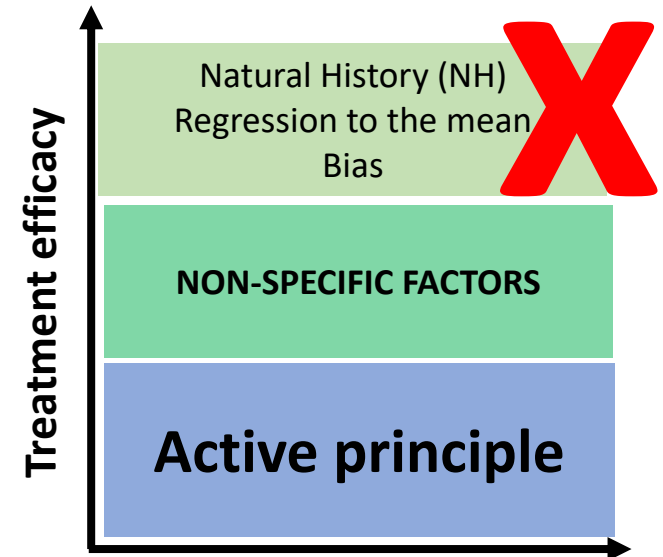 Treatment efficacy
Natural History (NH)
Regression to the mean
Bias
X
NON-SPECIFIC FACTORS
Active principle